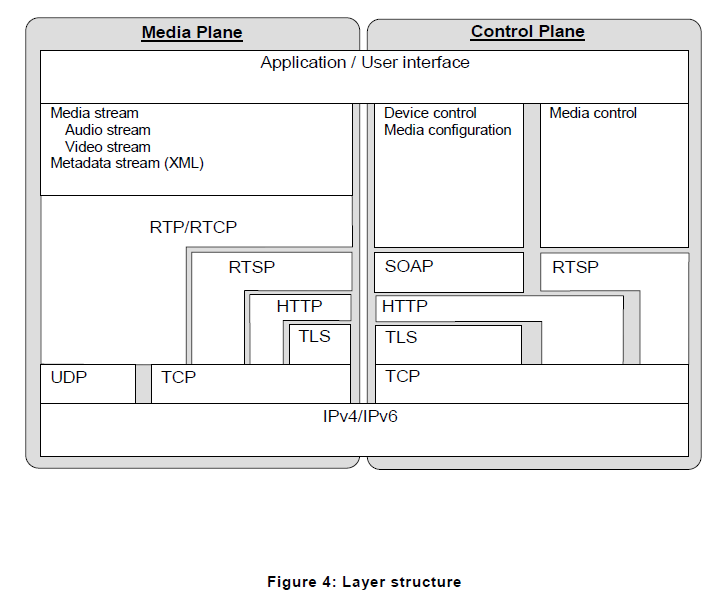 Media Plane
Control Plane
Application / User interface
Media stream
Audio stream
Video stream
Metadata stream (XML)
Device control
Media configuration
Media control
RTP/RTCP
RTSP
HTTP
TLS
UDP
TCP
SOAP
RTSP
HTTP
TLS
TCP
IPv4/IPv6
Figure 4: Layer structure